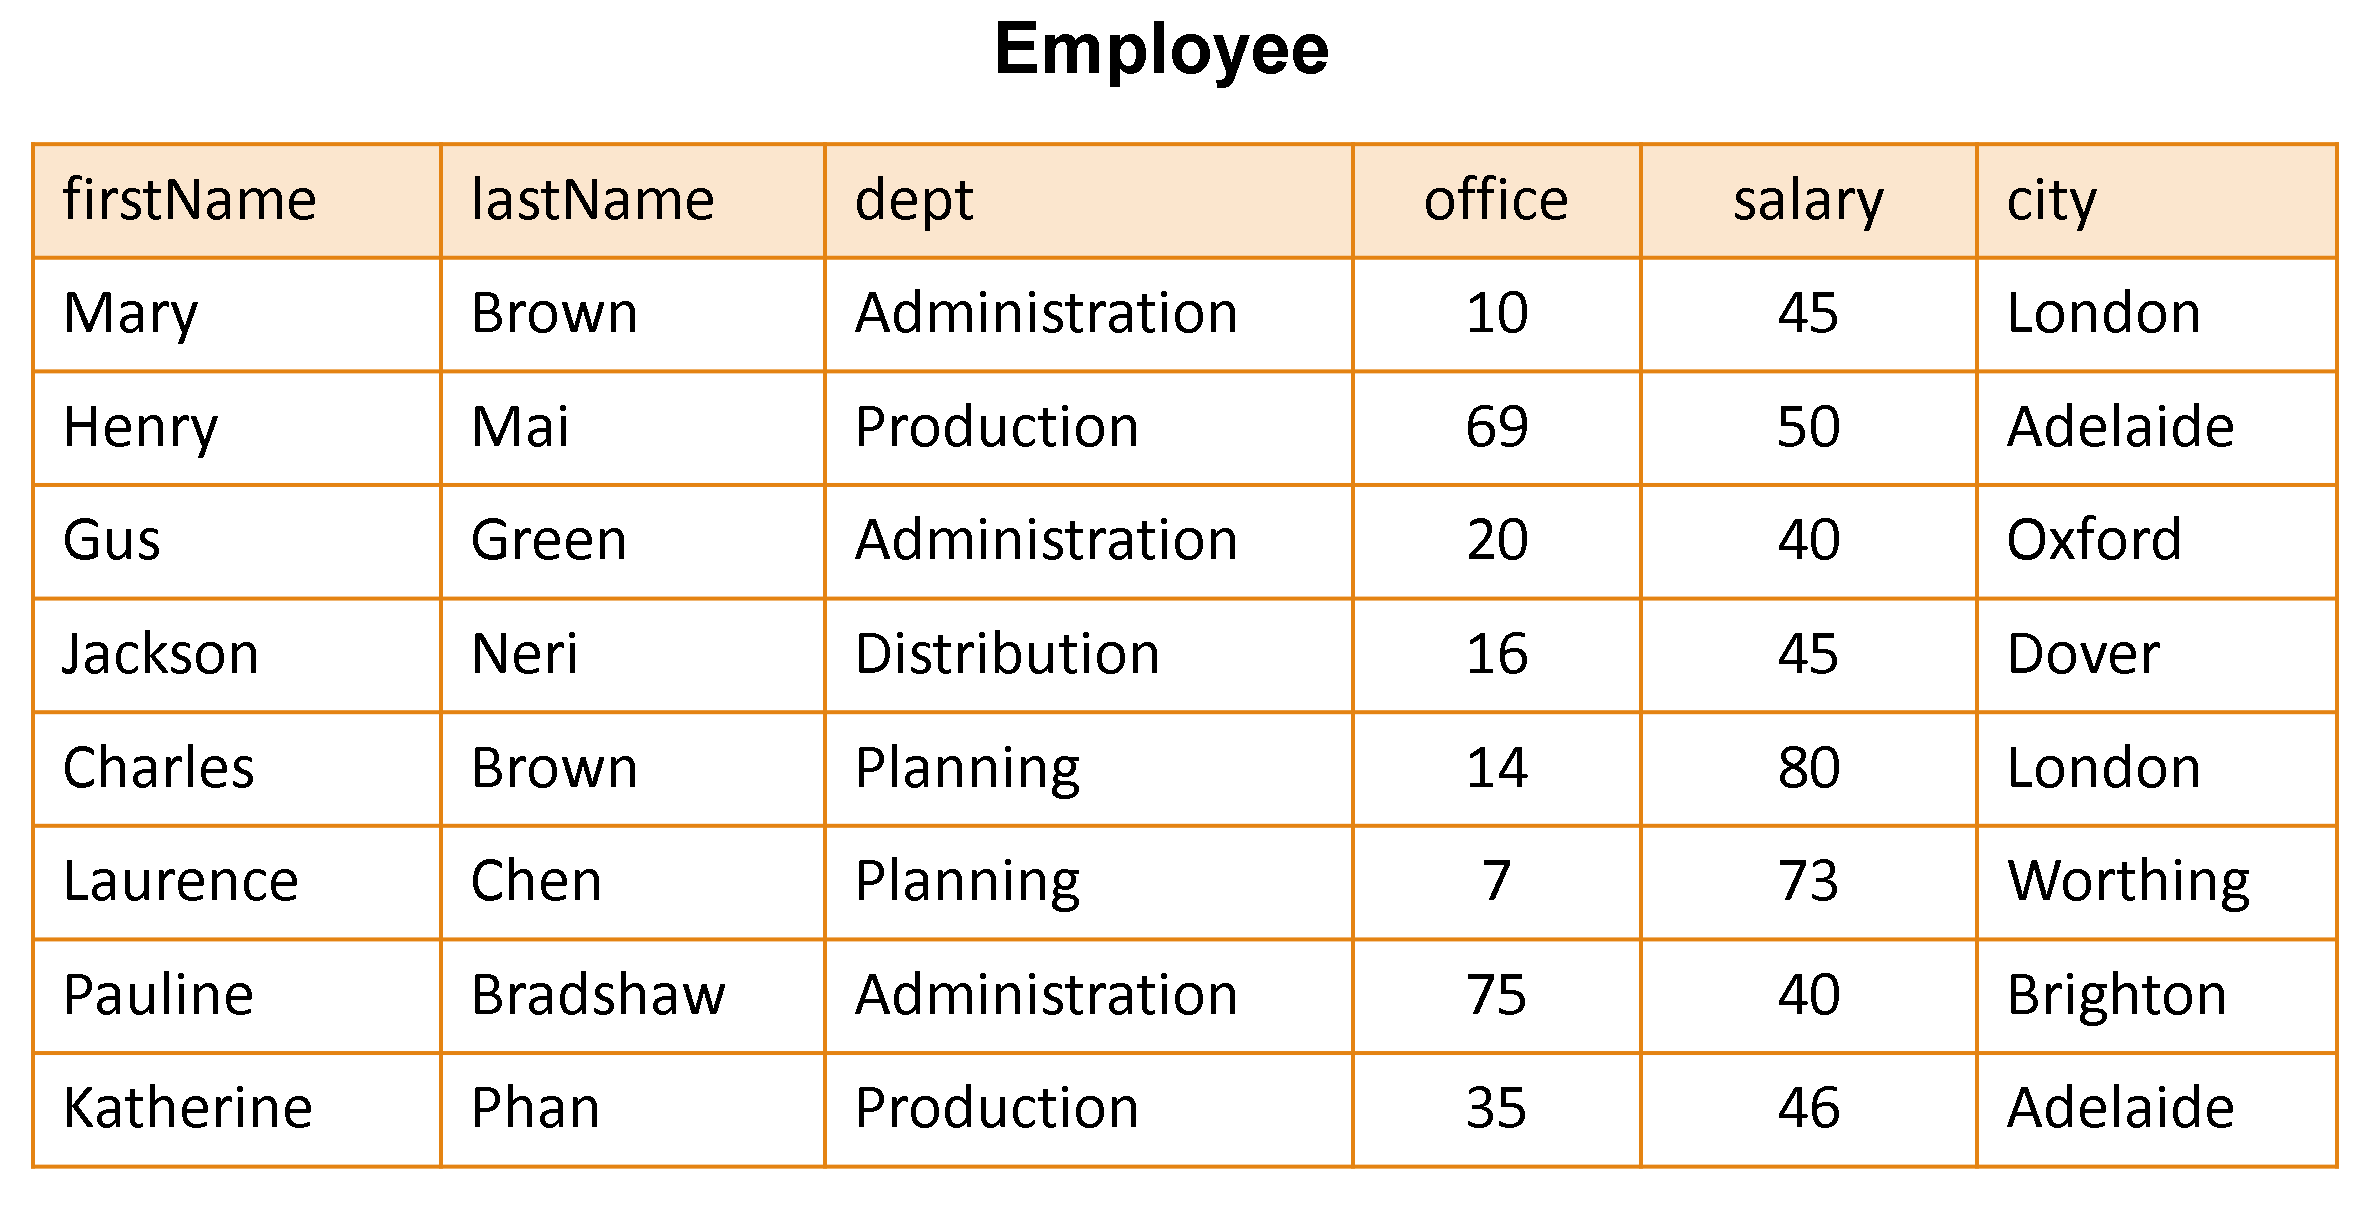 Employee
firstName lastName dept office salary city
Mary Brown Administration 10 45 London
Henry Mai Production 69 50 Adelaide
Gus Green Administration 20 40 Oxford
Jackson Neri Distribution 16 45 Dover
Charles Brown Planning 14 80 London
Laurence Chen Planning 7 73 Worthing
Pauline Bradshaw Administration 75 40 Brighton
Katherine Phan Production 35 46 Adelaide